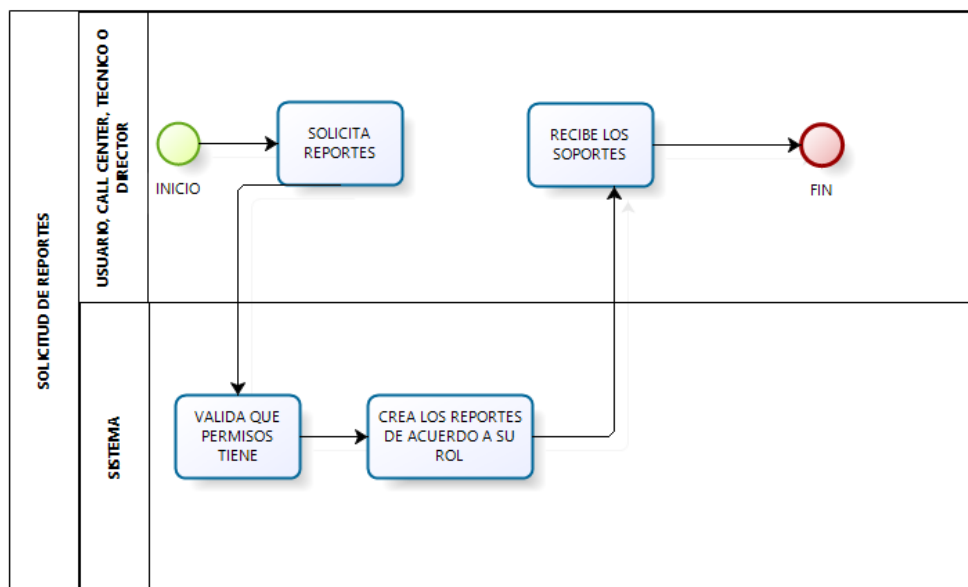 SOLICITUD DE REPORTES
USUARIO, CALL CENTER, TECNICO O
DIRECTOR
INICIO
SOLICITA
REPORTES
RECIBE LOS
SOPORTES
FIN
SISTEMA
VALIDA QUE
PERMISOS
TIENE
CREA LOS REPORTES
DE ACUERDO A SU
ROL